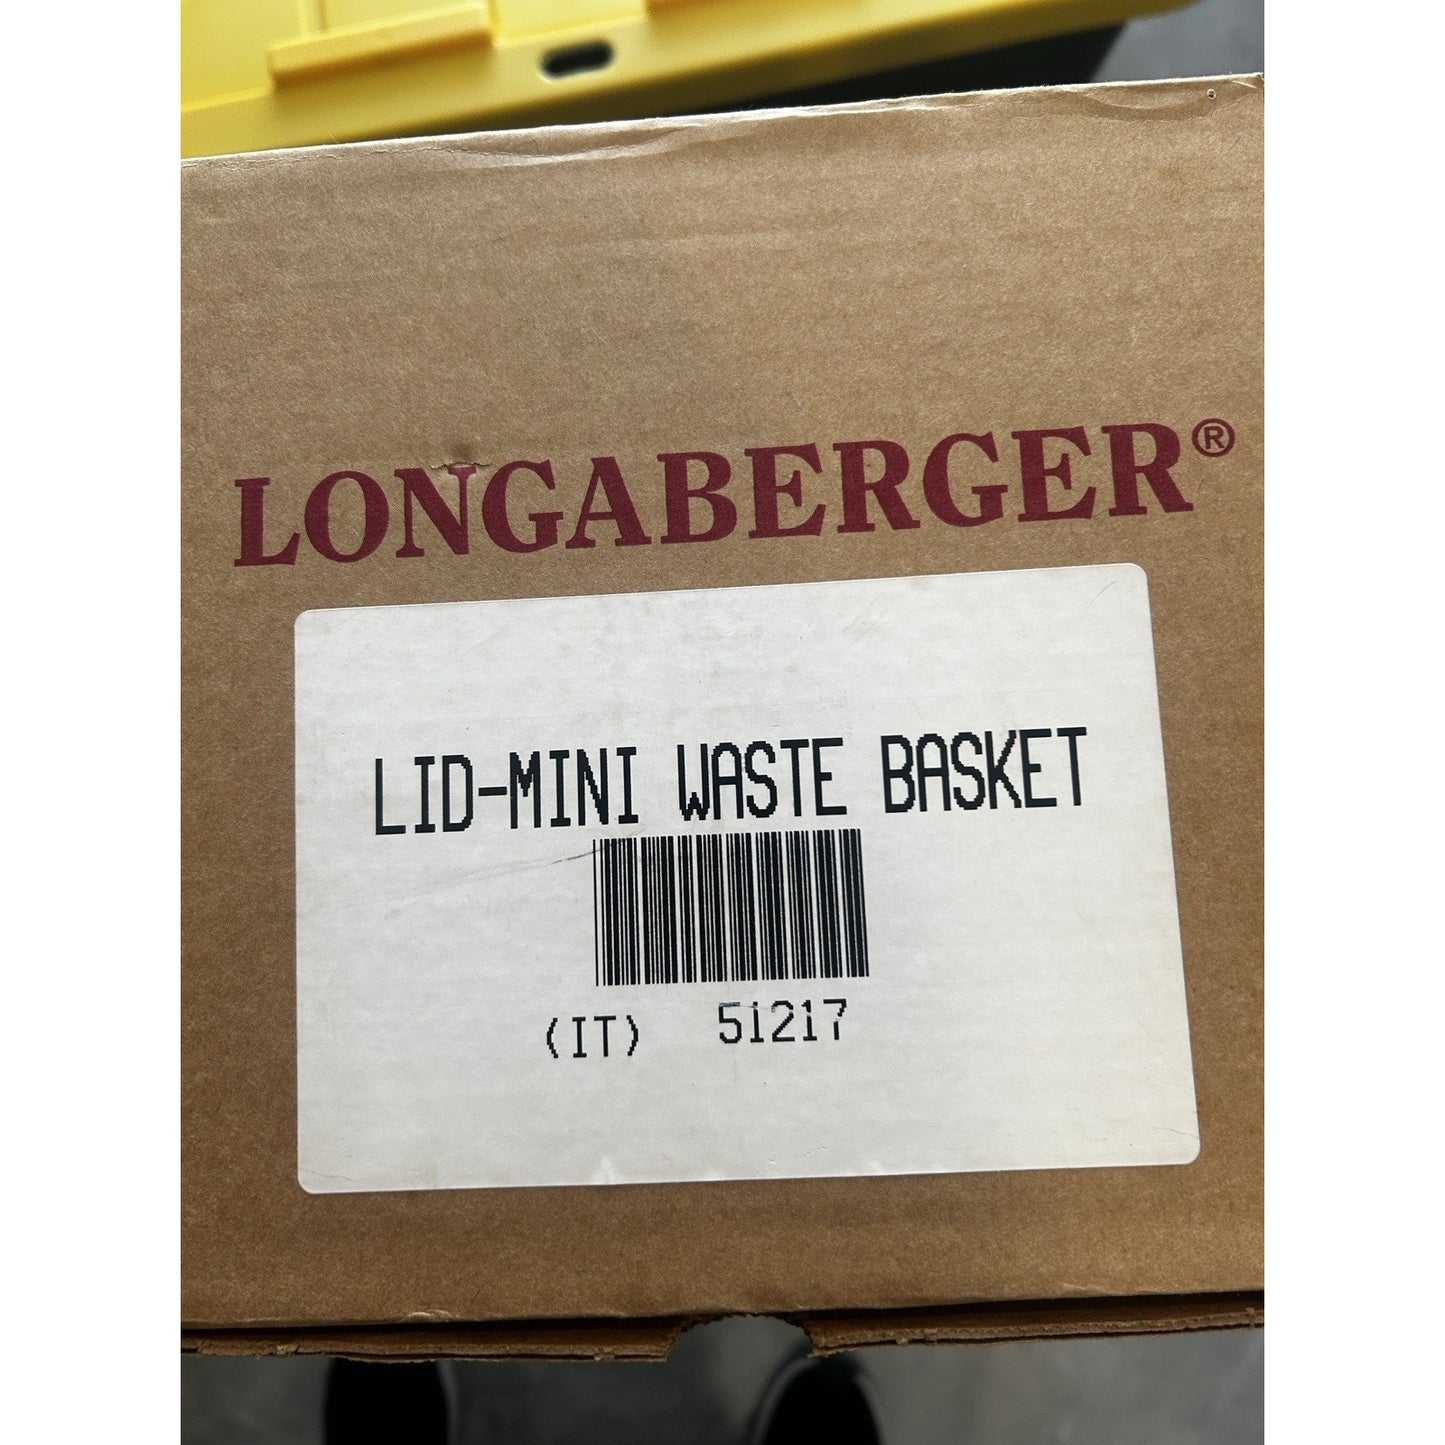 LONGABERGER®
LID-MINI WASTE BASKET
(IT) 51217